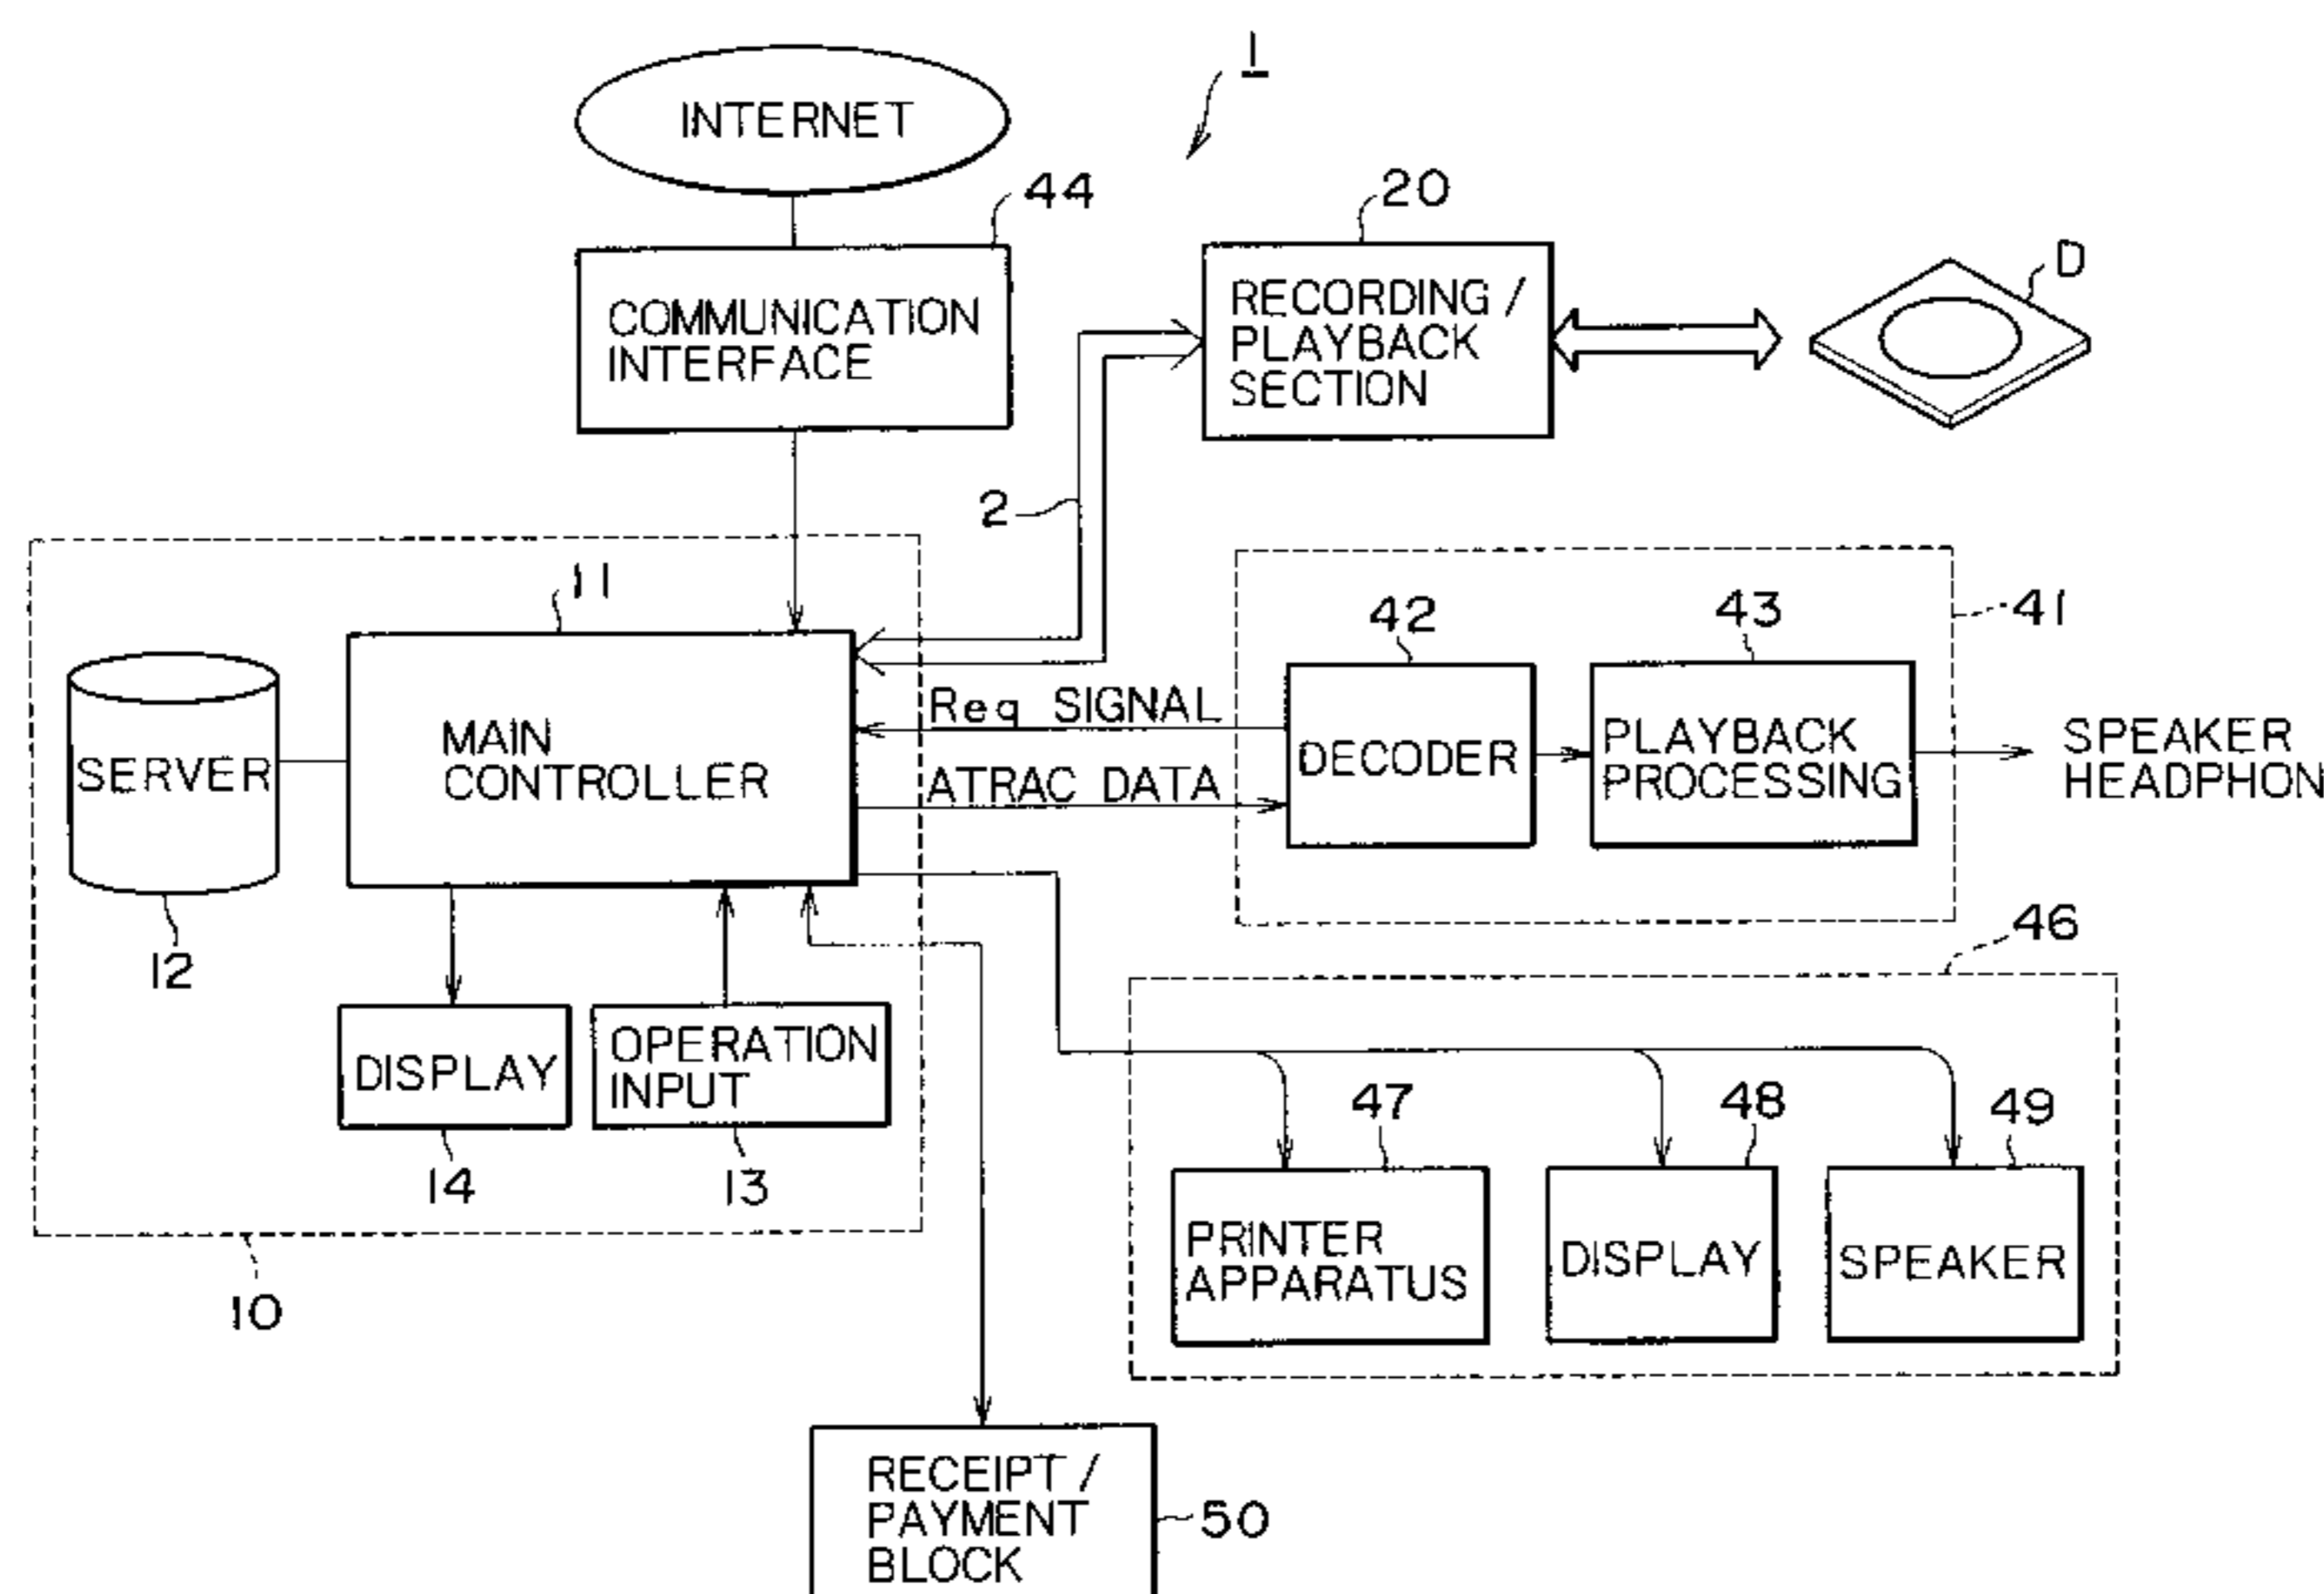 1
INTERNET
44
20
D
COMMUNICATION
INTERFACE
RECORDING /
PLAYBACK
SECTION
2
11
42
43
41
SERVER
MAIN
CONTROLLER
Req SIGNAL
ATRAC DATA
DECODER
PLAYBACK
PROCESSING
SPEAKER
HEADPHON
12
46
DISPLAY
OPERATION
INPUT
14
13
47
48
49
PRINTER
APPARATUS
DISPLAY
SPEAKER
10
RECEIPT /
PAYMENT
BLOCK
50